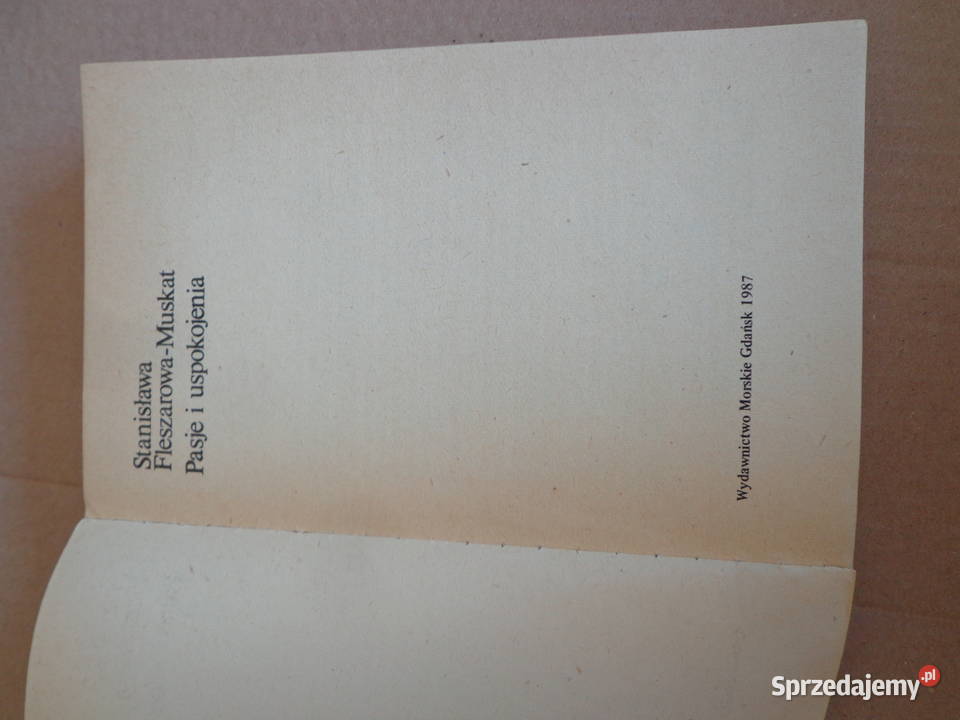 Stanisława
Fleszarowa-Muskat
Pasje i uspokojenia
Wydawnictwo Morskie Gdańsk 1987
Sprzedajemy.pl